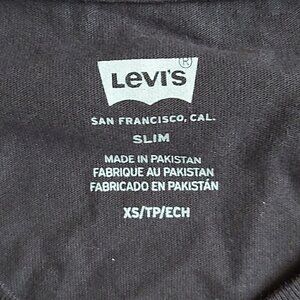 Levi's®
SAN FRANCISCO, CAL.
SLIM
MADE IN PAKISTAN
FABRIQUE AU PAKISTAN
FABRICADO EN PAKISTÁN
XS/TP/ECH